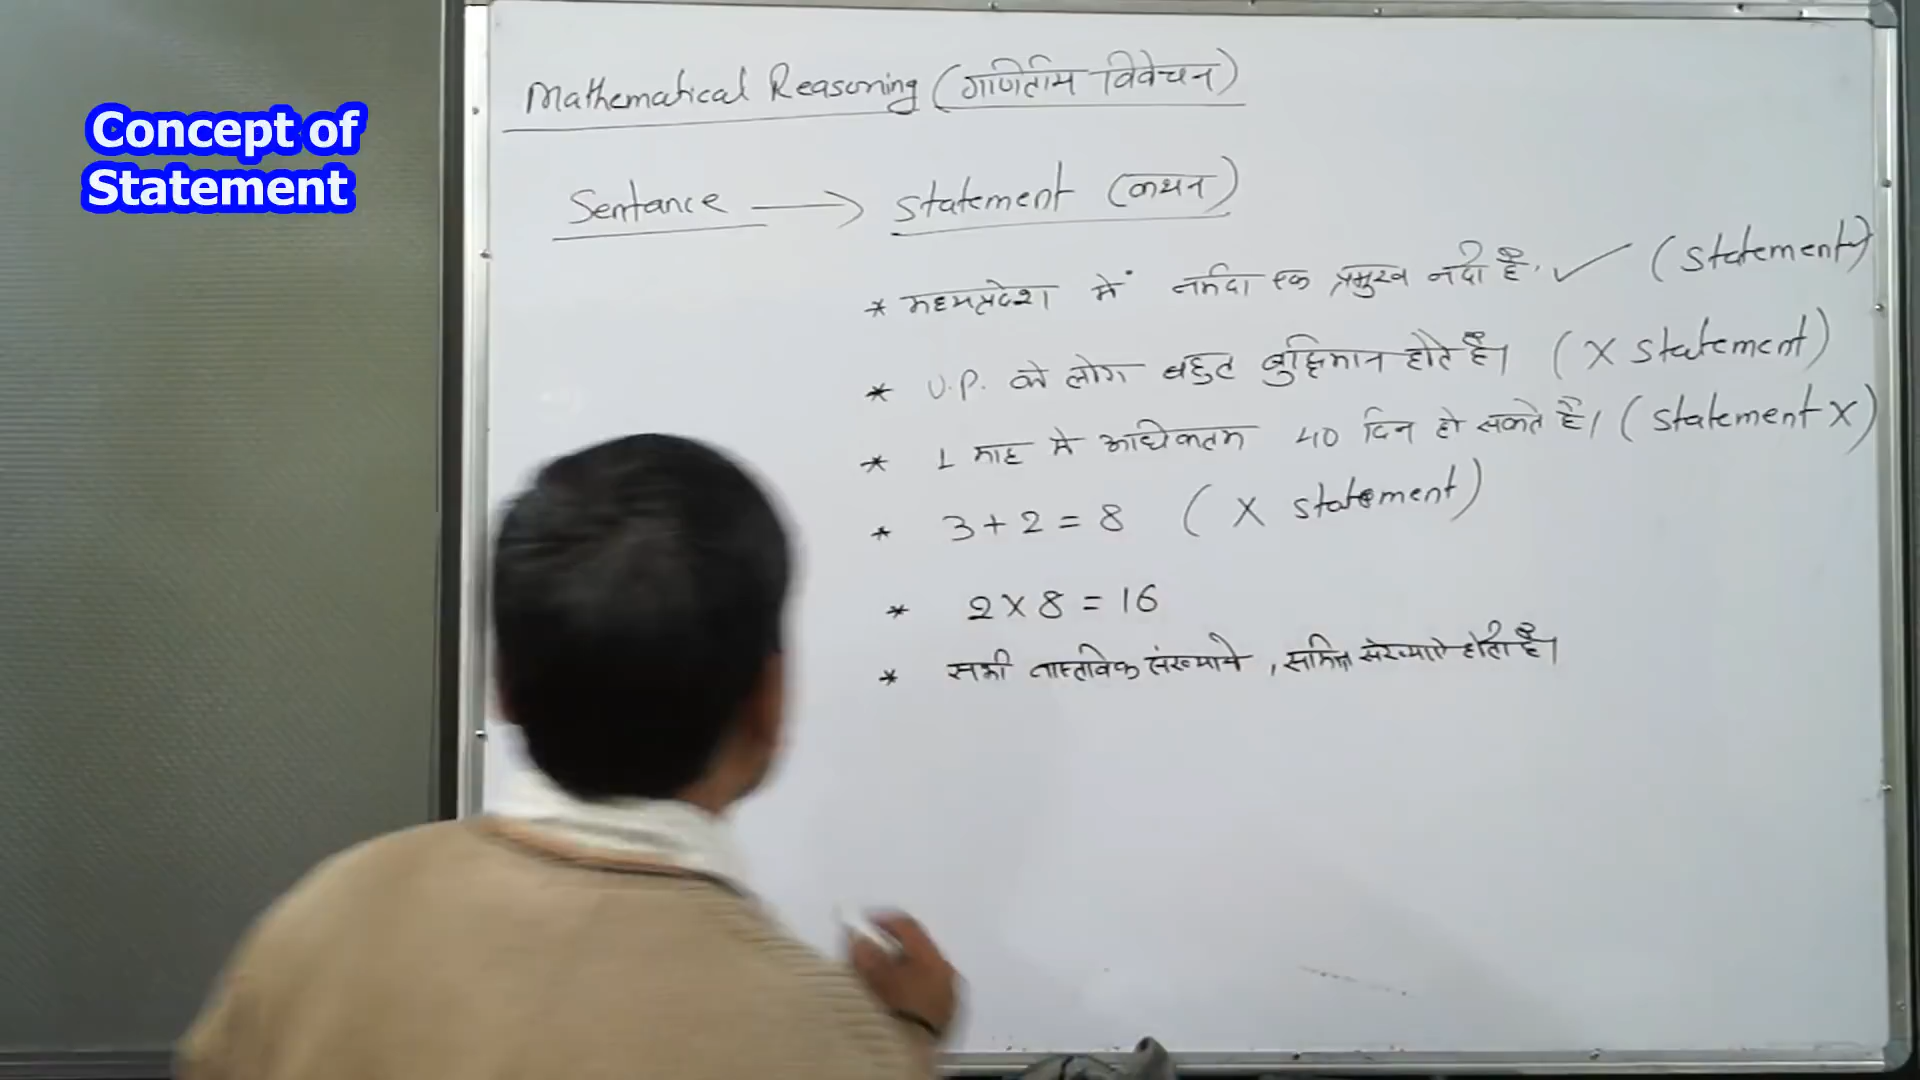 Concept of
Statement
Mathematical Reasoning (गणितीय विवेचन)
Sentance → Statement (कथन)
* मध्यप्रदेश में नर्मदा एक प्रमुख नदी है. ✓ (Statement)
* U.P. के लोग बहुत बुद्धिमान होते है। (X Statement)
* 1 माह मे अधिकतम 40 दिन हो सकते है। (Statement X)
* 3 + 2 = 8 (X Statement)
* 2 x 8 = 16
* सभी वास्तविक संख्याये , सम्मिश्र संख्याऐ होती है।